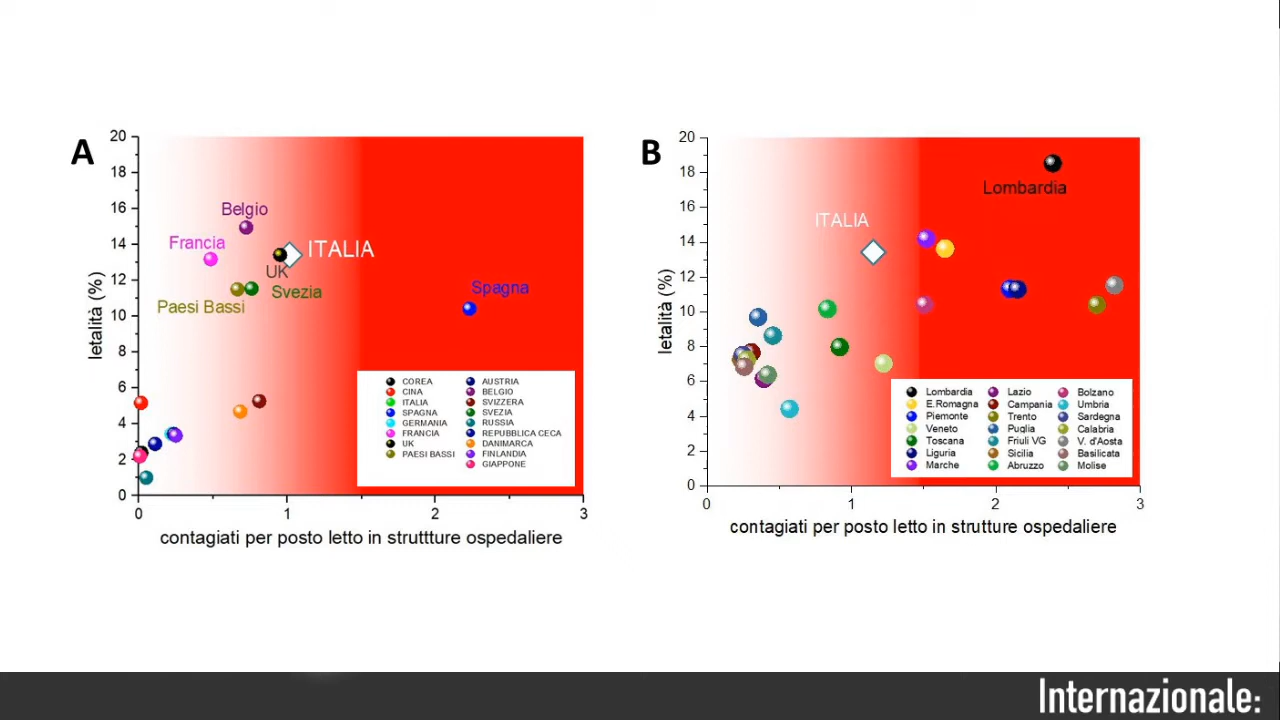 A
20
18
16
14
12
10
8
6
4
2
0
letalità (%)
Belgio
Francia
ITALIA
UK
Svezia
Paesi Bassi
Spagna
COREA
CINA
ITALIA
SPAGNA
GERMANIA
FRANCIA
UK
PAESI BASSI
AUSTRIA
BELGIO
SVIZZERA
SVEZIA
RUSSIA
REPUBBLICA CECA
DANIMARCA
FINLANDIA
GIAPPONE
0 1 2 3
contagiati per posto letto in struttture ospedaliere
B
20
18
16
14
12
10
8
6
4
2
0
letalità (%)
Lombardia
ITALIA
Lombardia
E.Romagna
Piemonte
Veneto
Toscana
Liguria
Marche
Lazio
Campania
Trento
Puglia
Friuli VG
Sicilia
Abruzzo
Bolzano
Umbria
Sardegna
Calabria
V. d'Aosta
Basilicata
Molise
0 1 2 3
contagiati per posto letto in strutture ospedaliere
Internazionale: